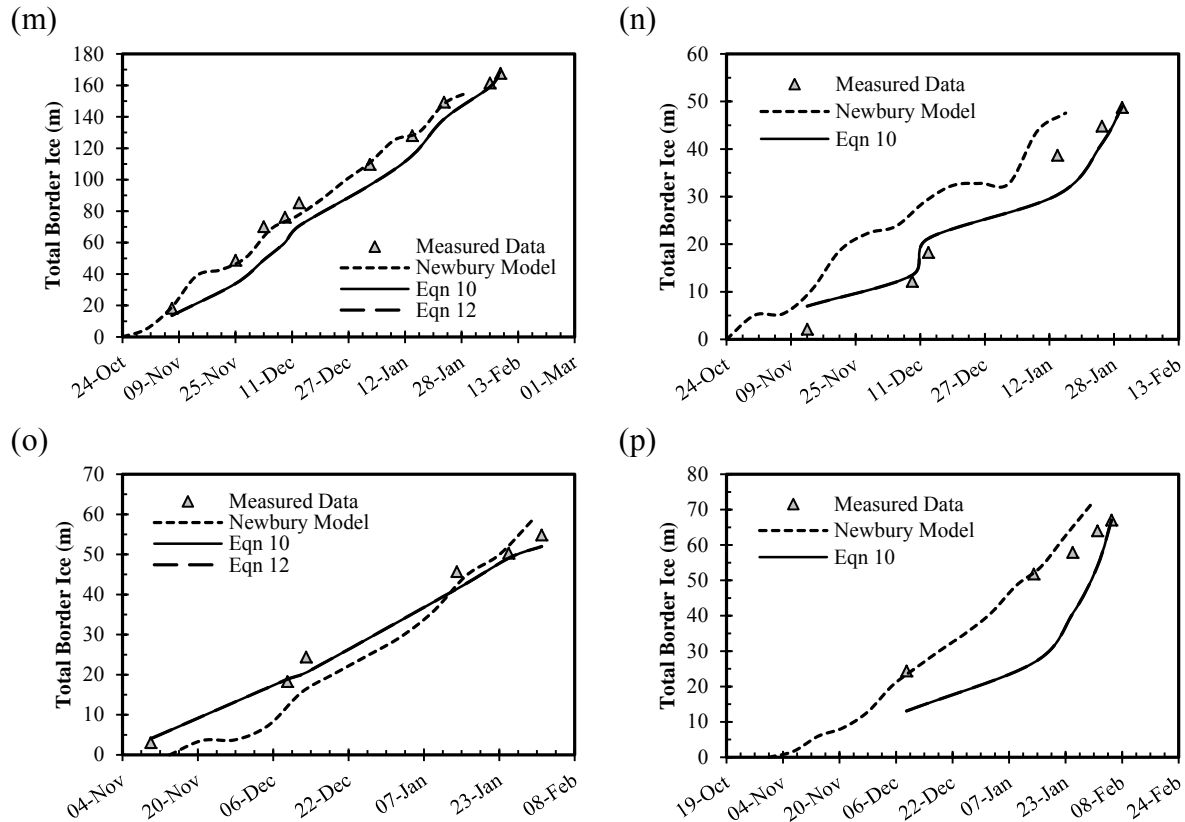 (m)
180
160
140
120
100
80
60
40
20
0
Total Border Ice (m)
Measured Data
Newbury Model
Eqn 10
Eqn 12
24-Oct
09-Nov
25-Nov
11-Dec
27-Dec
12-Jan
28-Jan
13-Feb
01-Mar
(n)
60
50
40
30
20
10
0
Total Border Ice (m)
Measured Data
Newbury Model
Eqn 10
24-Oct
09-Nov
25-Nov
11-Dec
27-Dec
12-Jan
28-Jan
13-Feb
(o)
70
60
50
40
30
20
10
0
Total Border Ice (m)
Measured Data
Newbury Model
Eqn 10
Eqn 12
04-Nov
20-Nov
06-Dec
22-Dec
07-Jan
23-Jan
08-Feb
(p)
80
70
60
50
40
30
20
10
0
Total Border Ice (m)
Measured Data
Newbury Model
Eqn 10
19-Oct
04-Nov
20-Nov
06-Dec
22-Dec
07-Jan
23-Jan
08-Feb
24-Feb